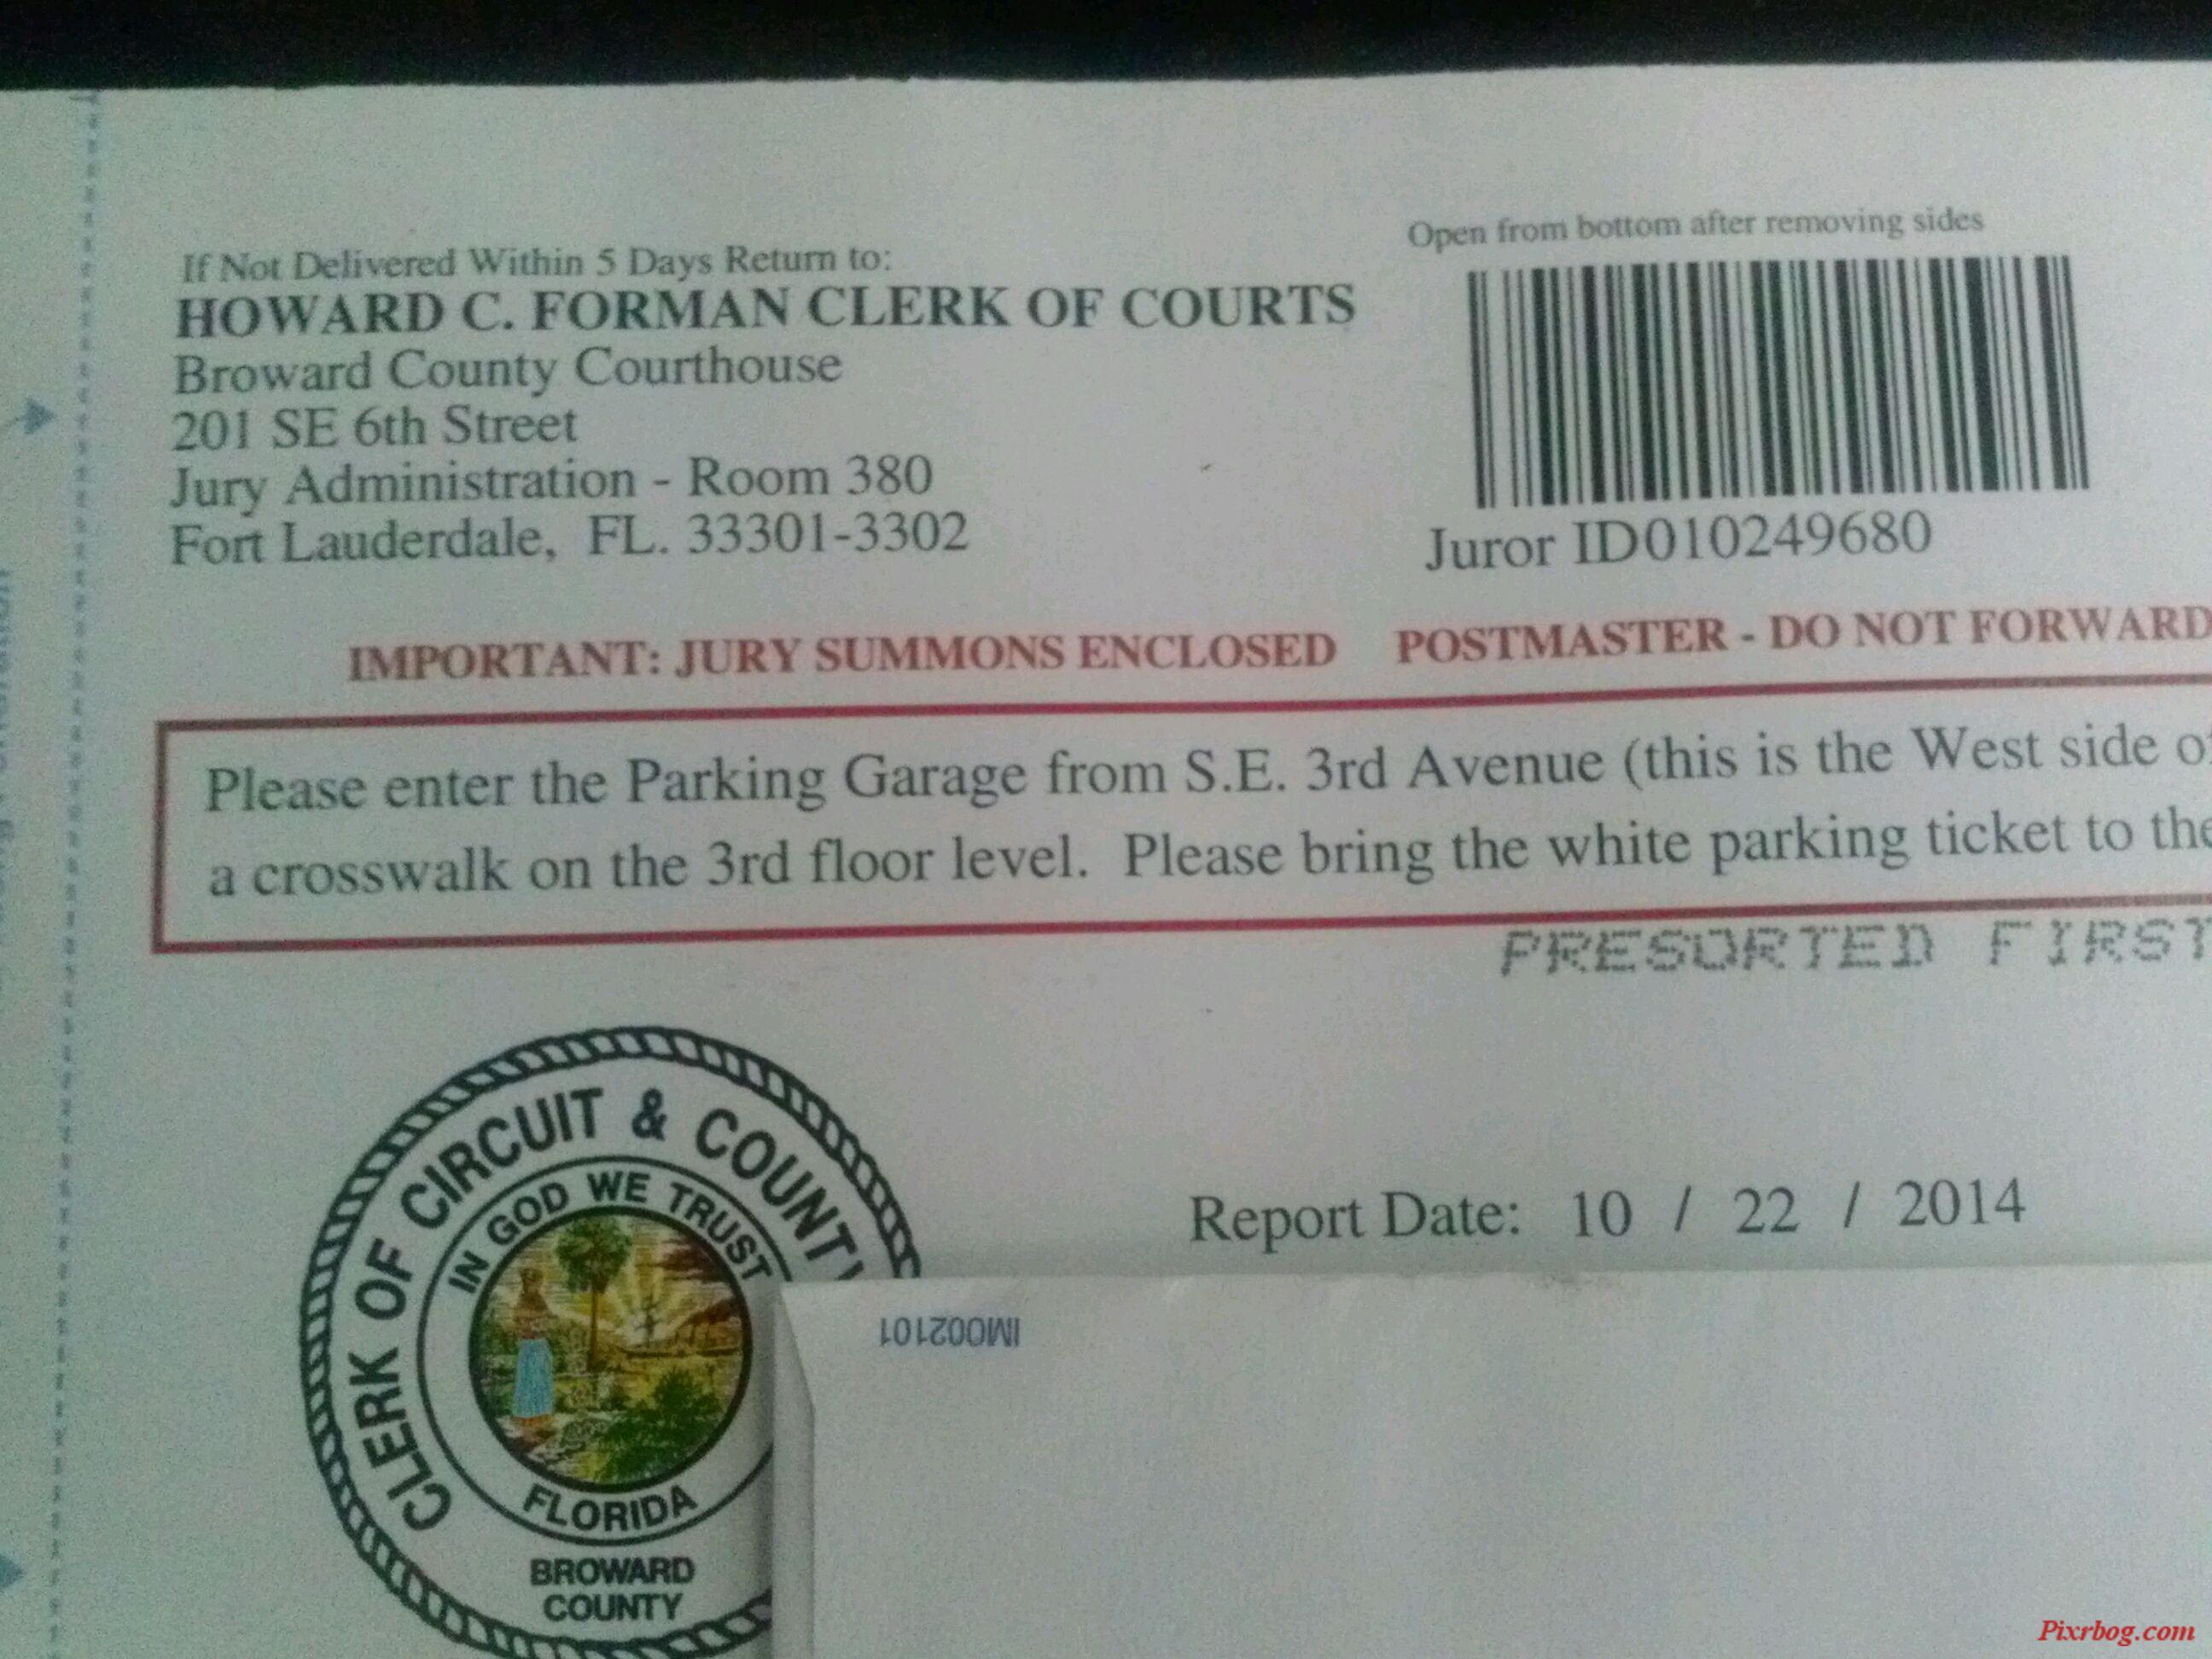 If Not Delivered Within 5 Days Return to:
HOWARD C. FORMAN CLERK OF COURTS
Broward County Courthouse
201 SE 6th Street
Jury Administration - Room 380
Fort Lauderdale, FL. 33301-3302
Open from bottom after removing sides
Juror ID010249680
IMPORTANT: JURY SUMMONS ENCLOSED POSTMASTER - DO NOT FORWARD
Please enter the Parking Garage from S.E. 3rd Avenue (this is the West side of
a crosswalk on the 3rd floor level. Please bring the white parking ticket to the
PRESORTED FIRST
CLERK OF CIRCUIT & COUNTY
IN GOD WE TRUST
FLORIDA
BROWARD
COUNTY
Report Date: 10 / 22 / 2014
IM002101
Pixrbog.com